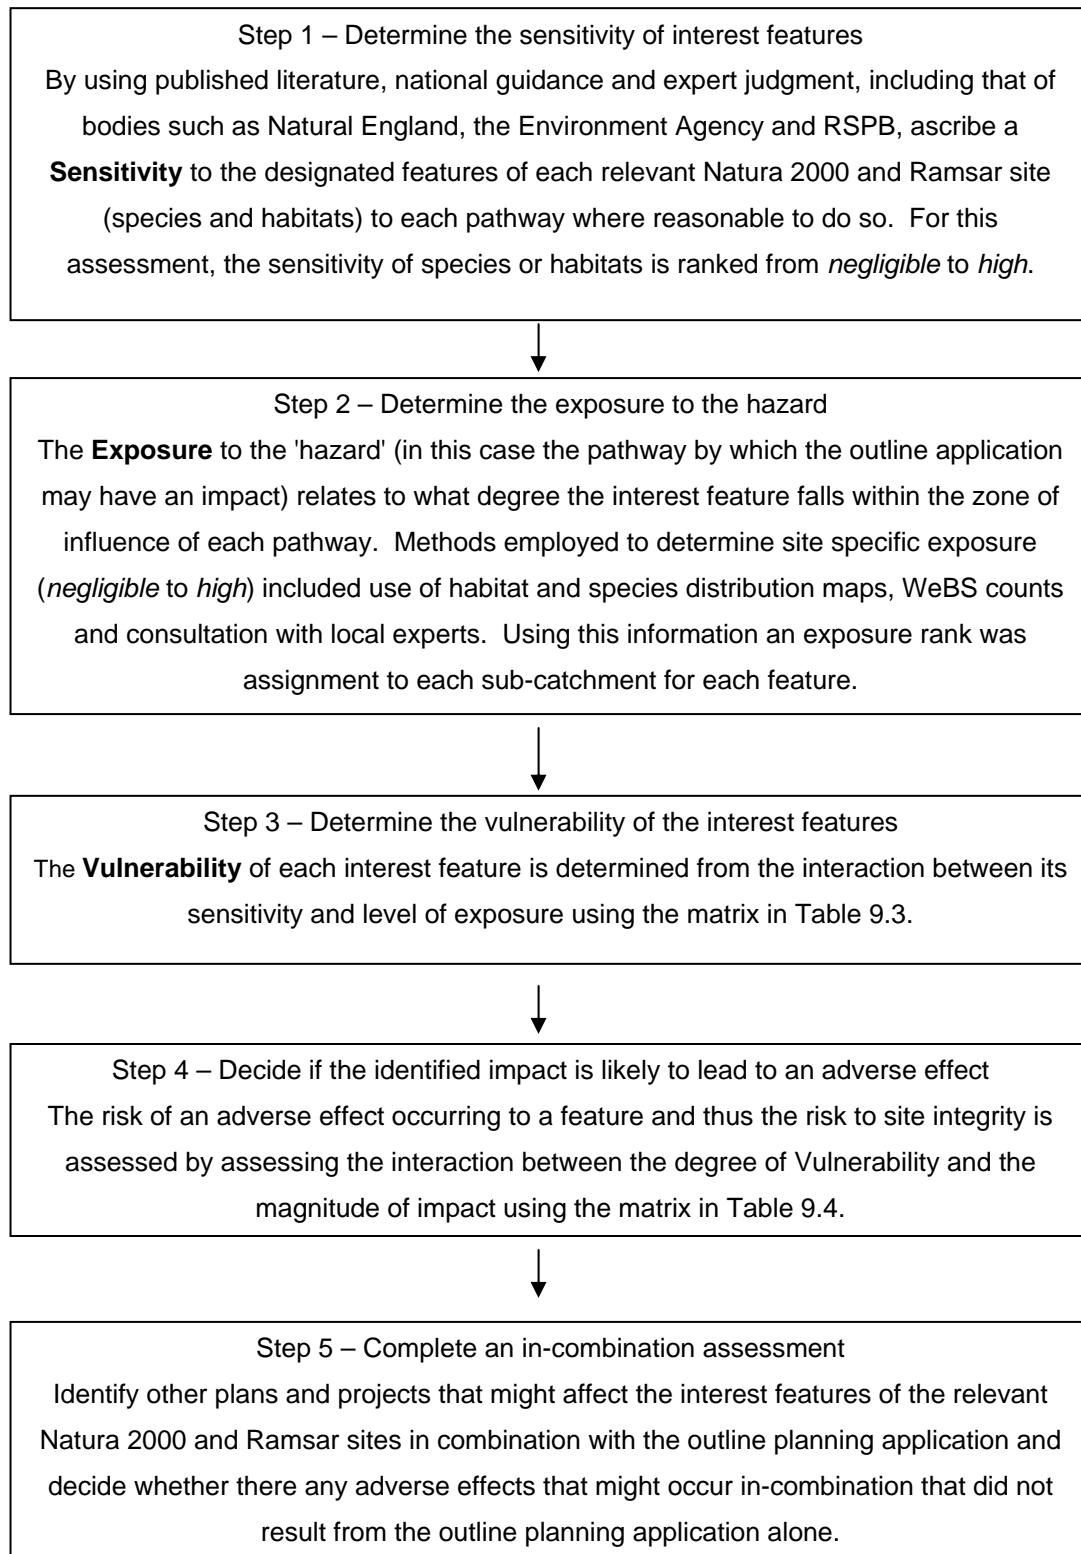 Step 1 – Determine the sensitivity of interest features
By using published literature, national guidance and expert judgment, including that of
bodies such as Natural England, the Environment Agency and RSPB, ascribe a
Sensitivity to the designated features of each relevant Natura 2000 and Ramsar site
(species and habitats) to each pathway where reasonable to do so.  For this
assessment, the sensitivity of species or habitats is ranked from negligible to high.
Step 2 – Determine the exposure to the hazard
The Exposure to the 'hazard' (in this case the pathway by which the outline application
may have an impact) relates to what degree the interest feature falls within the zone of
influence of each pathway.  Methods employed to determine site specific exposure
(negligible to high) included use of habitat and species distribution maps, WeBS counts
and consultation with local experts.  Using this information an exposure rank was
assignment to each sub-catchment for each feature.
Step 3 – Determine the vulnerability of the interest features
The Vulnerability of each interest feature is determined from the interaction between its
sensitivity and level of exposure using the matrix in Table 9.3.
Step 4 – Decide if the identified impact is likely to lead to an adverse effect
The risk of an adverse effect occurring to a feature and thus the risk to site integrity is
assessed by assessing the interaction between the degree of Vulnerability and the
magnitude of impact using the matrix in Table 9.4.
Step 5 – Complete an in-combination assessment
Identify other plans and projects that might affect the interest features of the relevant
Natura 2000 and Ramsar sites in combination with the outline planning application and
decide whether there any adverse effects that might occur in-combination that did not
result from the outline planning application alone.